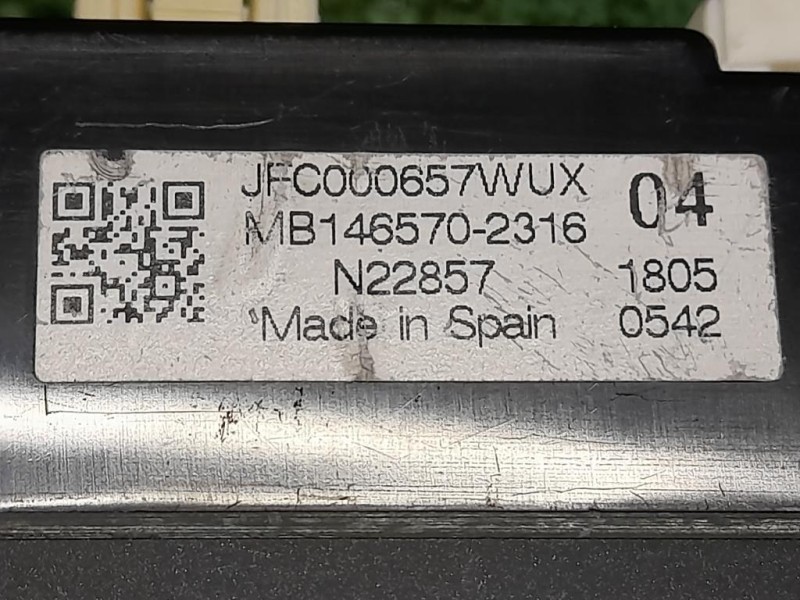 JFC000657WUX 04
MB146570-2316
N22857 1805
Made in Spain 0542